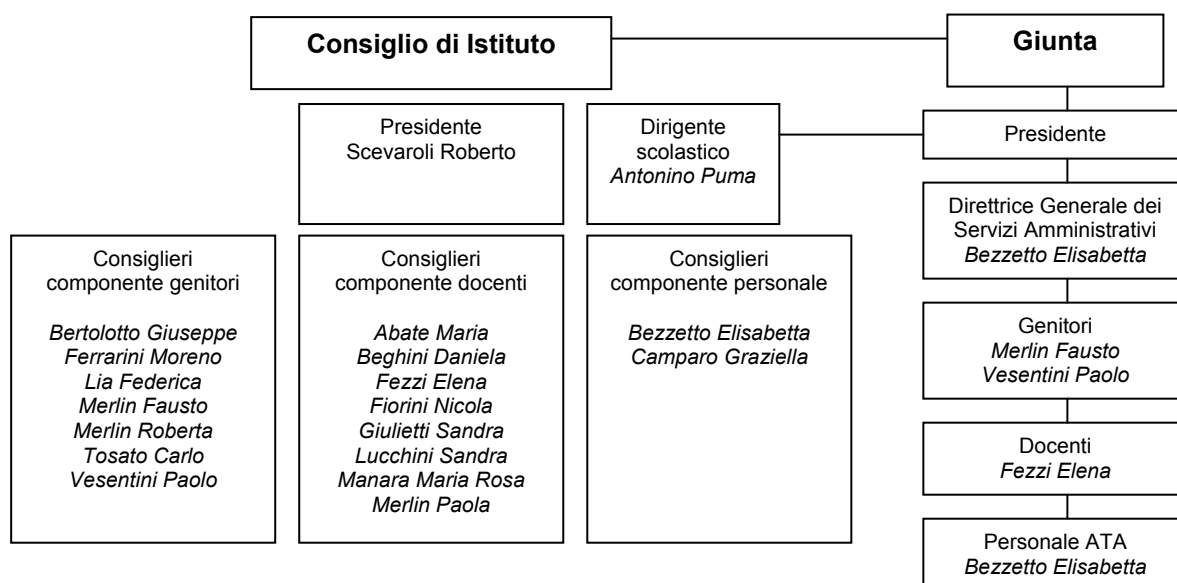 Consiglio di Istituto
Giunta
Presidente
Scevaroli Roberto
Dirigente
scolastico
Antonino Puma
Presidente
Direttrice Generale dei
Servizi Amministrativi
Bezzetto Elisabetta
Consiglieri
componente genitori
Bertolotto Giuseppe
Ferrarini Moreno
Lia Federica
Merlin Fausto
Merlin Roberta
Tosato Carlo
Vesentini Paolo
Consiglieri
componente docenti
Abate Maria
Beghini Daniela
Fezzi Elena
Fiorini Nicola
Giulietti Sandra
Lucchini Sandra
Manara Maria Rosa
Merlin Paola
Consiglieri
componente personale
Bezzetto Elisabetta
Camparo Graziella
Genitori
Merlin Fausto
Vesentini Paolo
Docenti
Fezzi Elena
Personale ATA
Bezzetto Elisabetta